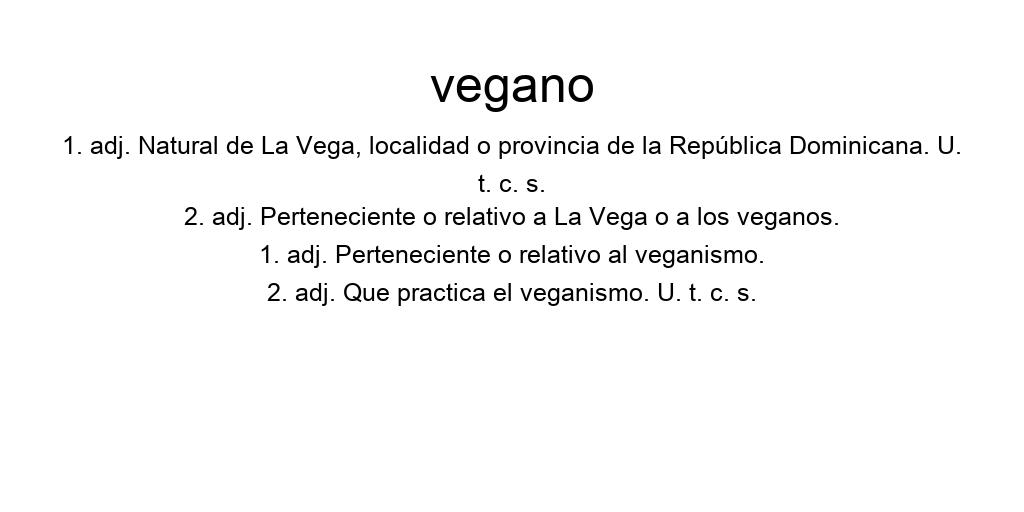 vegano
1. adj. Natural de La Vega, localidad o provincia de la República Dominicana. U.
t. c. s.
2. adj. Perteneciente o relativo a La Vega o a los veganos.
1. adj. Perteneciente o relativo al veganismo.
2. adj. Que practica el veganismo. U. t. c. s.